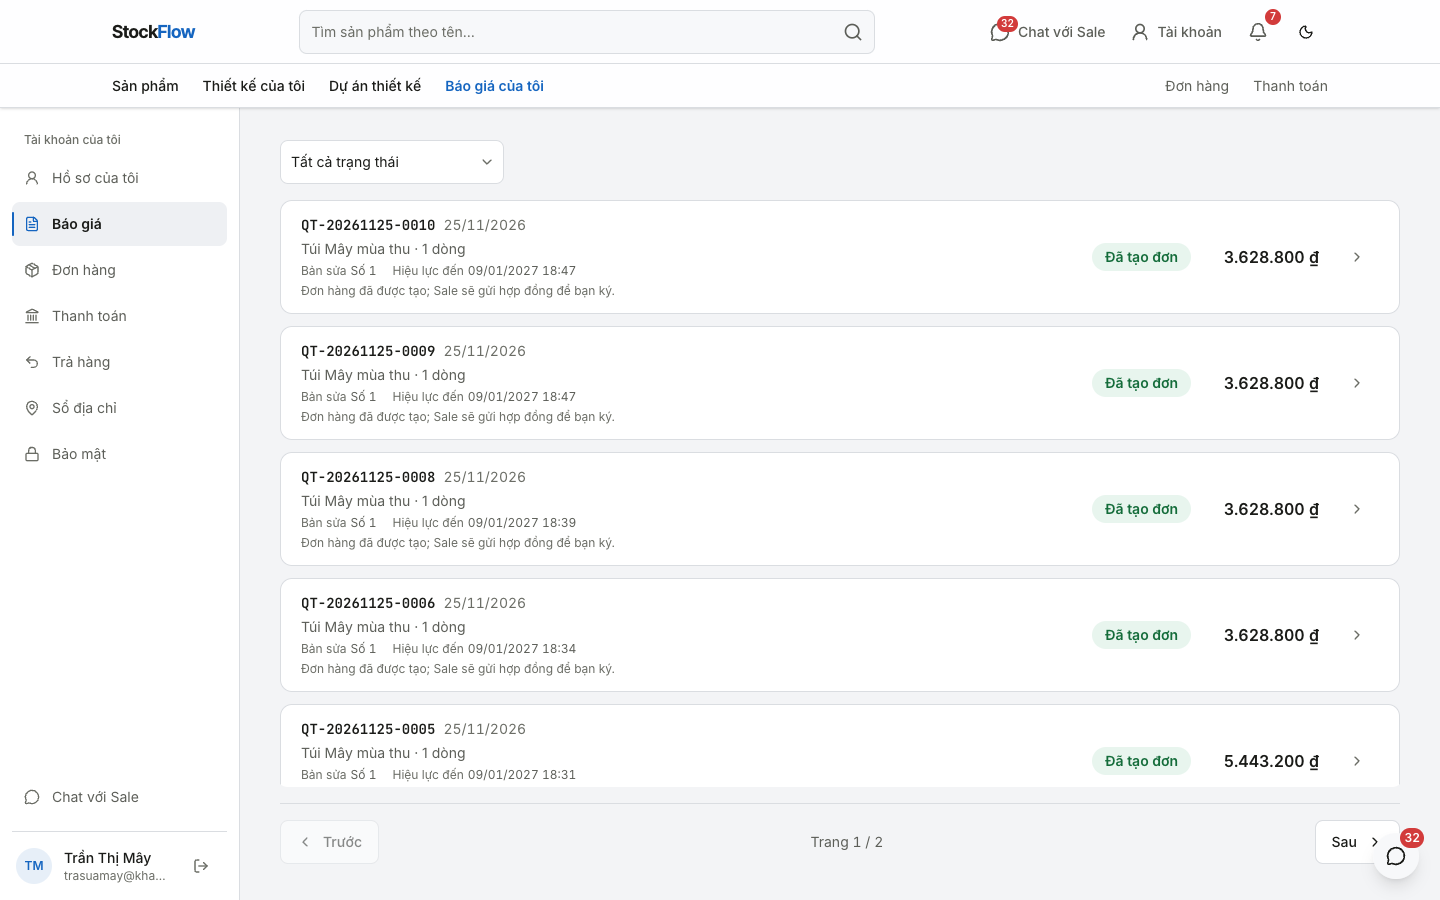 StockFlow
Tìm sản phẩm theo tên...
32
Chat với Sale
Tài khoản
7
Sản phẩm
Thiết kế của tôi
Dự án thiết kế
Báo giá của tôi
Đơn hàng
Thanh toán
Tài khoản của tôi
Hồ sơ của tôi
Báo giá
Đơn hàng
Thanh toán
Trả hàng
Sổ địa chỉ
Bảo mật
Chat với Sale
TM
Trần Thị Mây
trasuamay@kha...
Tất cả trạng thái
QT-20261125-0010 25/11/2026
Túi Mây mùa thu · 1 dòng
Bản sửa Số 1 Hiệu lực đến 09/01/2027 18:47
Đơn hàng đã được tạo; Sale sẽ gửi hợp đồng để bạn ký.
Đã tạo đơn
3.628.800 ₫
QT-20261125-0009 25/11/2026
Túi Mây mùa thu · 1 dòng
Bản sửa Số 1 Hiệu lực đến 09/01/2027 18:47
Đơn hàng đã được tạo; Sale sẽ gửi hợp đồng để bạn ký.
Đã tạo đơn
3.628.800 ₫
QT-20261125-0008 25/11/2026
Túi Mây mùa thu · 1 dòng
Bản sửa Số 1 Hiệu lực đến 09/01/2027 18:39
Đơn hàng đã được tạo; Sale sẽ gửi hợp đồng để bạn ký.
Đã tạo đơn
3.628.800 ₫
QT-20261125-0006 25/11/2026
Túi Mây mùa thu · 1 dòng
Bản sửa Số 1 Hiệu lực đến 09/01/2027 18:34
Đơn hàng đã được tạo; Sale sẽ gửi hợp đồng để bạn ký.
Đã tạo đơn
3.628.800 ₫
QT-20261125-0005 25/11/2026
Túi Mây mùa thu · 1 dòng
Bản sửa Số 1 Hiệu lực đến 09/01/2027 18:31
Đã tạo đơn
5.443.200 ₫
Trước
Trang 1 / 2
Sau
32